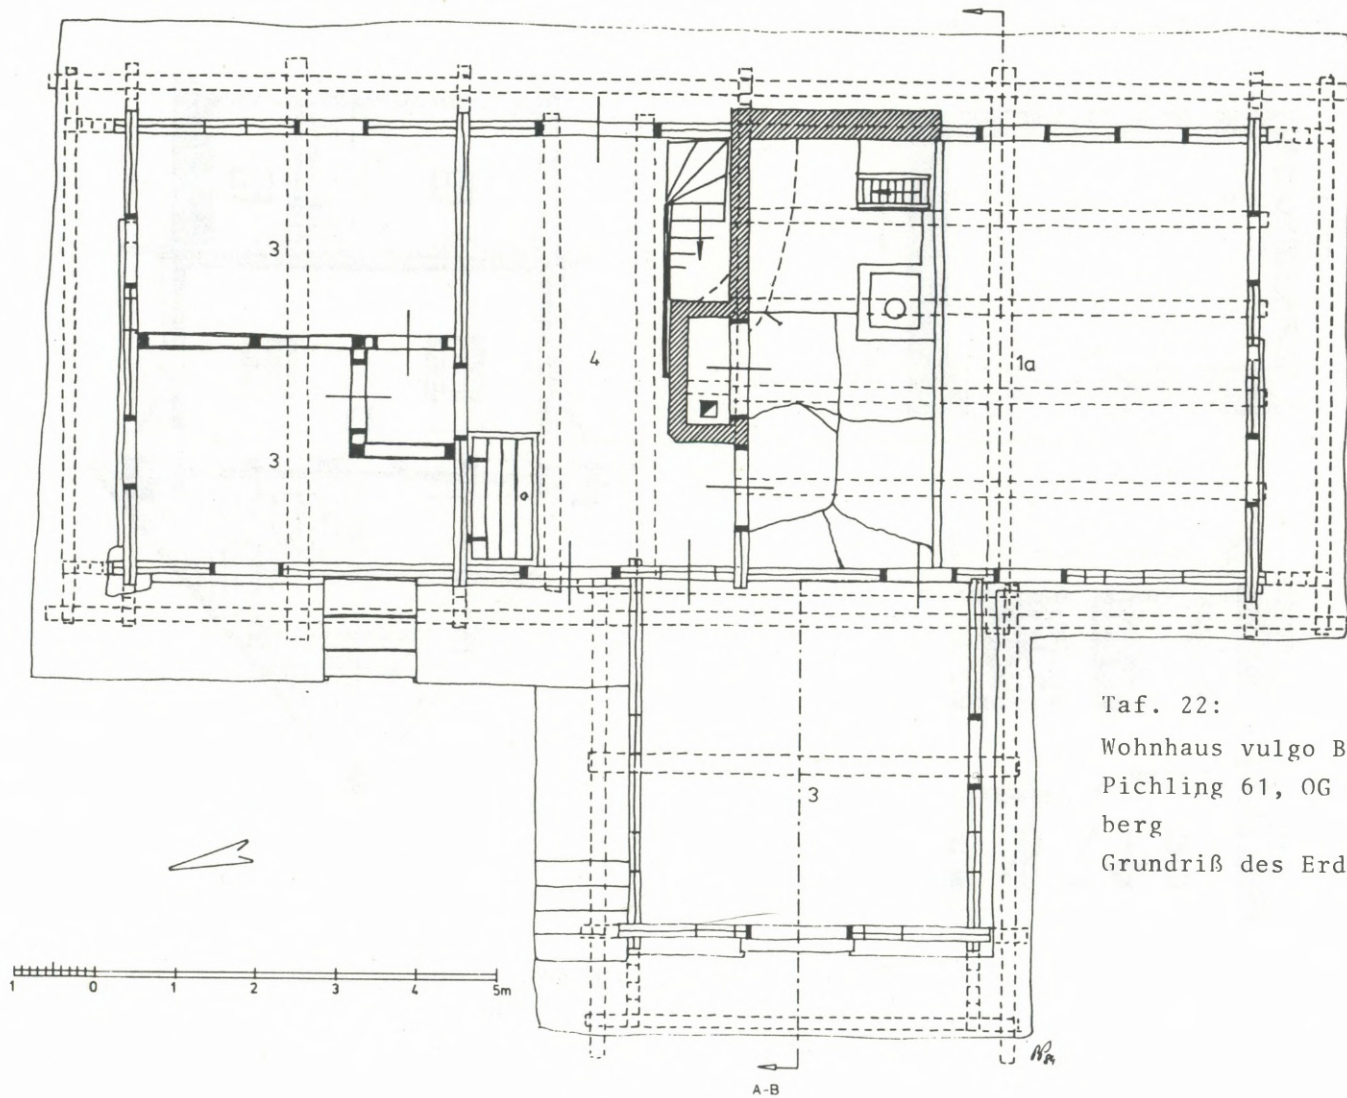 3
3
4
1a
3
Taf. 22:
Wohnhaus vulgo B
Pichling 61, OG
berg
Grundriß des Erd
1 0 1 2 3 4 5m
A-B